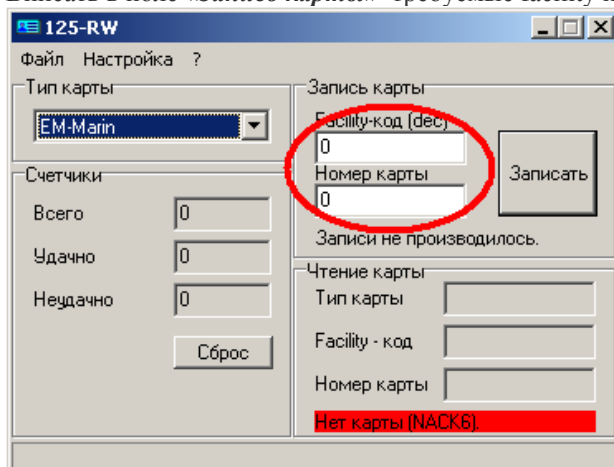 125-RW
Файл Настройка ?
Тип карты
EM-Marin
Счетчики
Всего 0
Удачно 0
Неудачно 0
Сброс
Запись карты
Facility-код (dec)
0
Номер карты
0
Записать
Записи не производилось.
Чтение карты
Тип карты
Facility - код
Номер карты
Нет карты (NACK6).